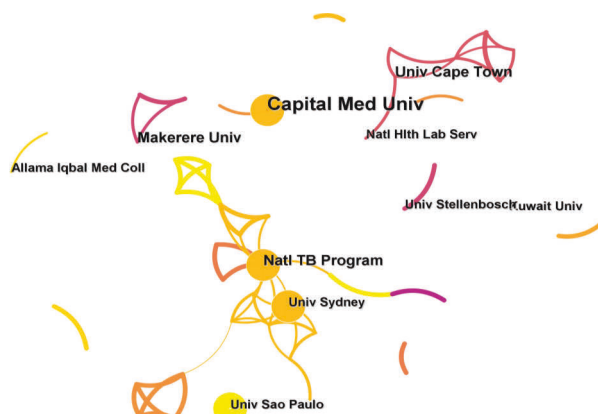 Univ Cape Town
Capital Med Univ
Natl Hlth Lab Serv
Makerere Univ
Allama Iqbal Med Coll
Univ Stellenbosch
Kuwait Univ
Natl TB Program
Univ Sydney
Univ Sao Paulo